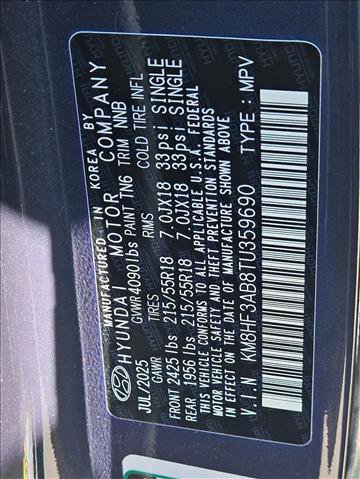 MANUFACTURED IN KOREA BY
HYUNDAI MOTOR COMPANY
JUL/2025 GVWR 4090 lbs PAINT TN6 TRIM NNB
GAWR TIRES RIMS COLD TIRE INFL
FRONT 2425 lbs 215/55R18 7.0JX18 33psi SINGLE
REAR 1956 lbs 215/55R18 7.0JX18 33psi SINGLE
THIS VEHICLE CONFORMS TO ALL APPLICABLE U.S.A. FEDERAL
MOTOR VEHICLE SAFETY AND THEFT PREVENTION STANDARDS
IN EFFECT ON THE DATE OF MANUFACTURE SHOWN ABOVE
V.I.N : KM8HF3AB8TU359690 TYPE : MPV